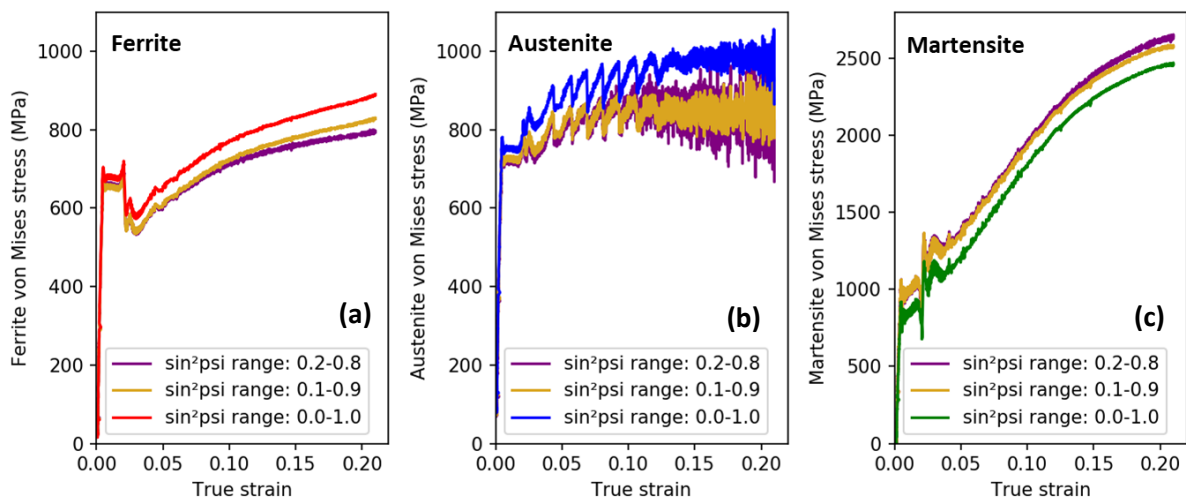 Ferrite
Ferrite von Mises stress (MPa)
1000
800
600
400
200
0
(a)
sin²psi range: 0.2-0.8
sin²psi range: 0.1-0.9
sin²psi range: 0.0-1.0
0.00 0.05 0.10 0.15 0.20
True strain
Austenite
Austenite von Mises stress (MPa)
1000
800
600
400
200
0
(b)
sin²psi range: 0.2-0.8
sin²psi range: 0.1-0.9
sin²psi range: 0.0-1.0
0.00 0.05 0.10 0.15 0.20
True strain
Martensite
Martensite von Mises stress (MPa)
2500
2000
1500
1000
500
0
(c)
sin²psi range: 0.2-0.8
sin²psi range: 0.1-0.9
sin²psi range: 0.0-1.0
0.00 0.05 0.10 0.15 0.20
True strain